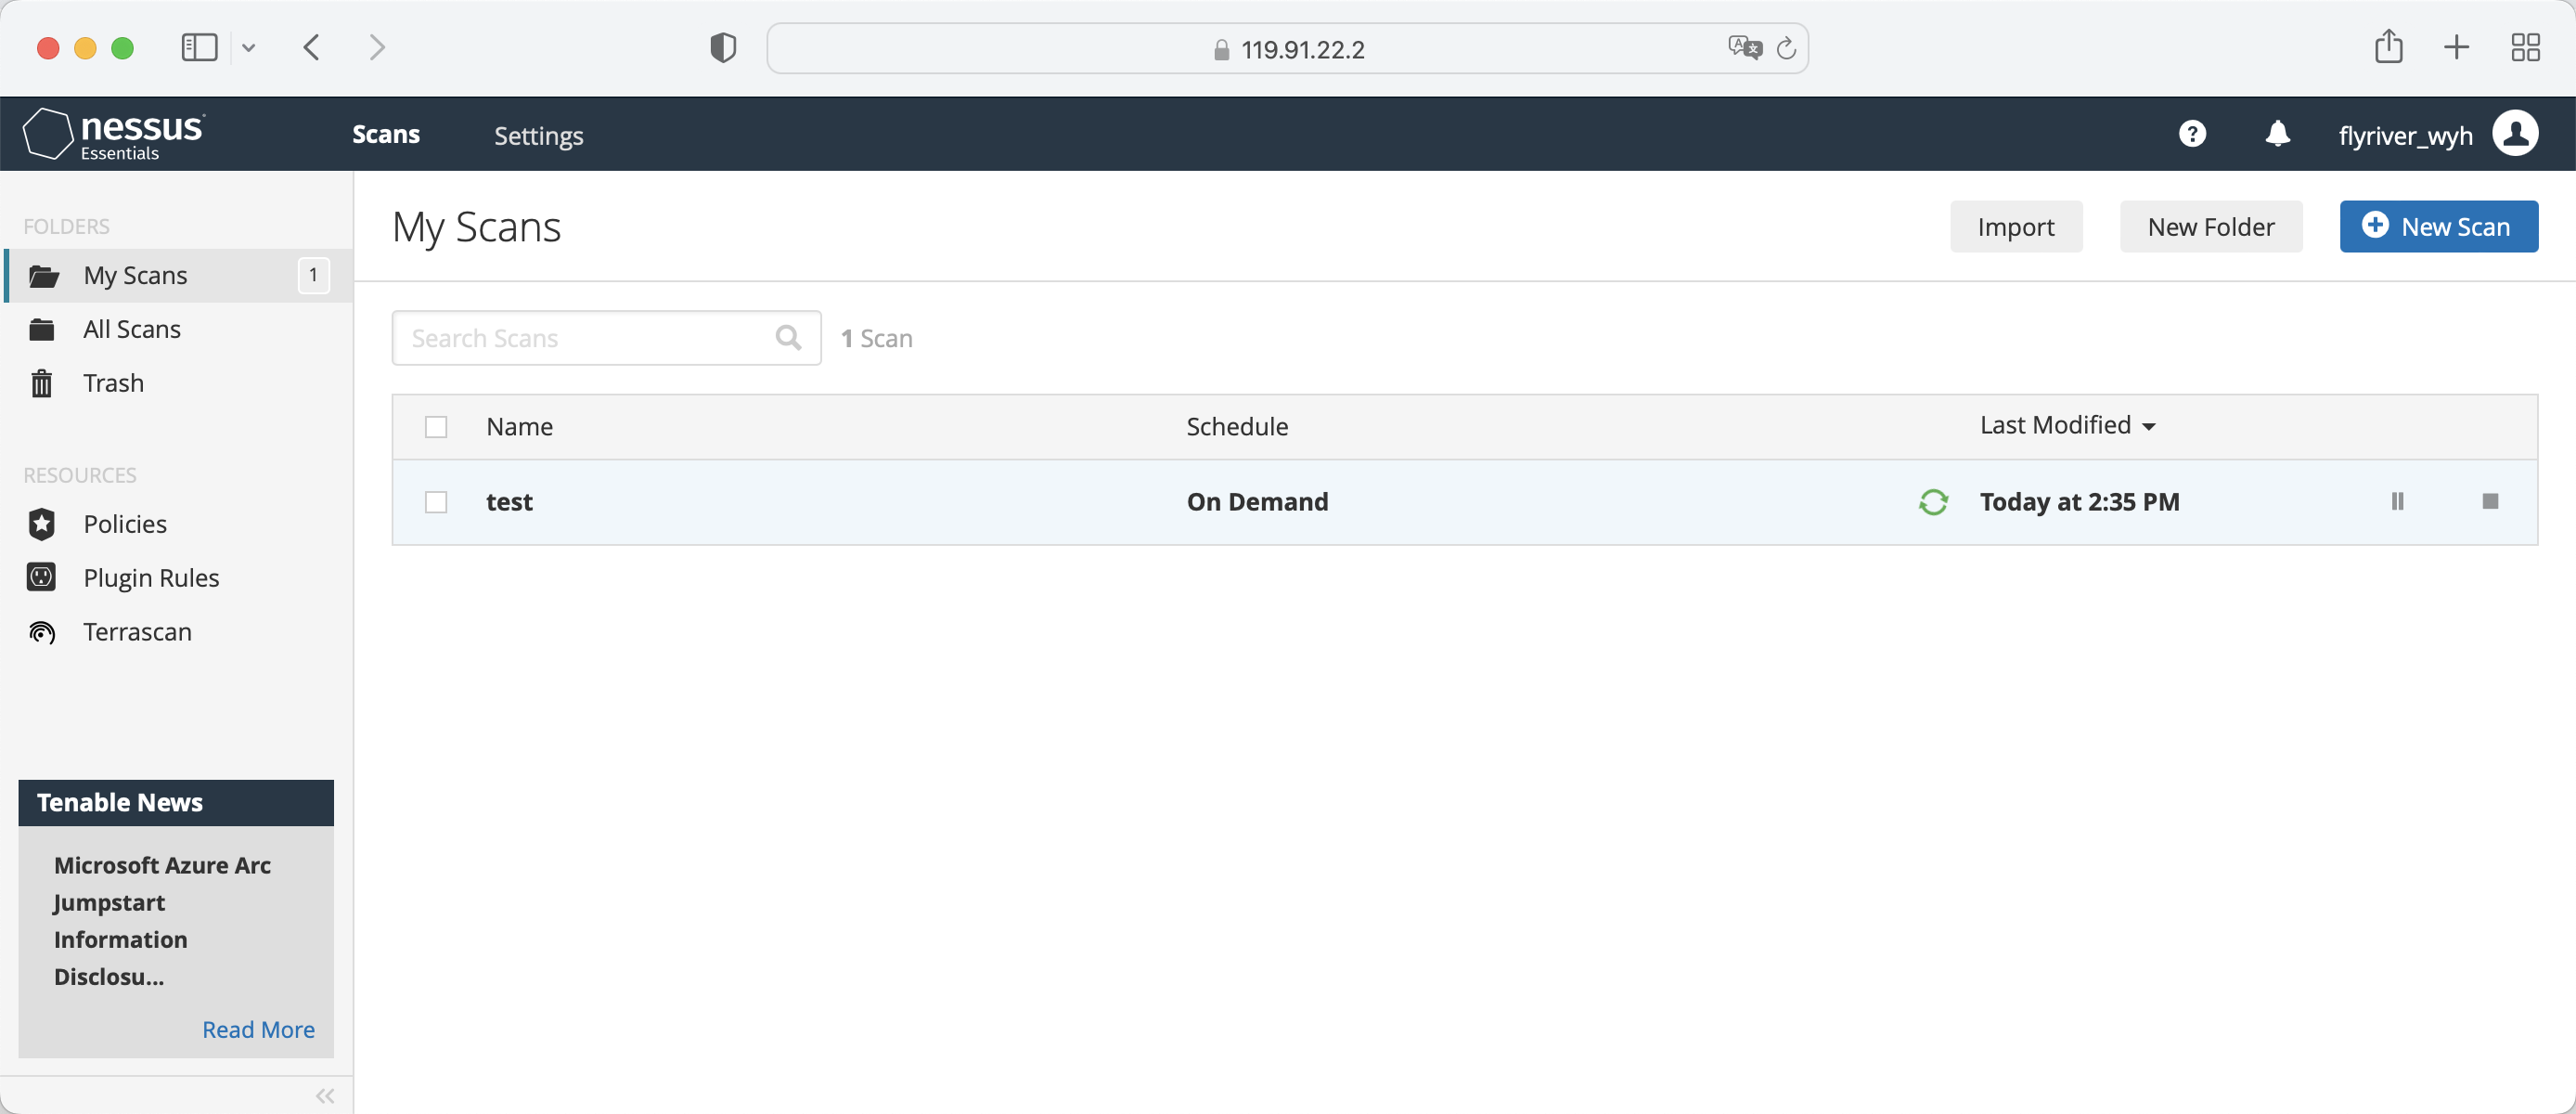 119.91.22.2
nessus
Essentials
Scans
Settings
?
flyriver_wyh
FOLDERS
My Scans
1
All Scans
Trash
RESOURCES
Policies
Plugin Rules
Terrascan
Tenable News
Microsoft Azure Arc
Jumpstart
Information
Disclosu...
Read More
My Scans
Import
New Folder
New Scan
Search Scans
1 Scan
Name
Schedule
Last Modified
test
On Demand
Today at 2:35 PM